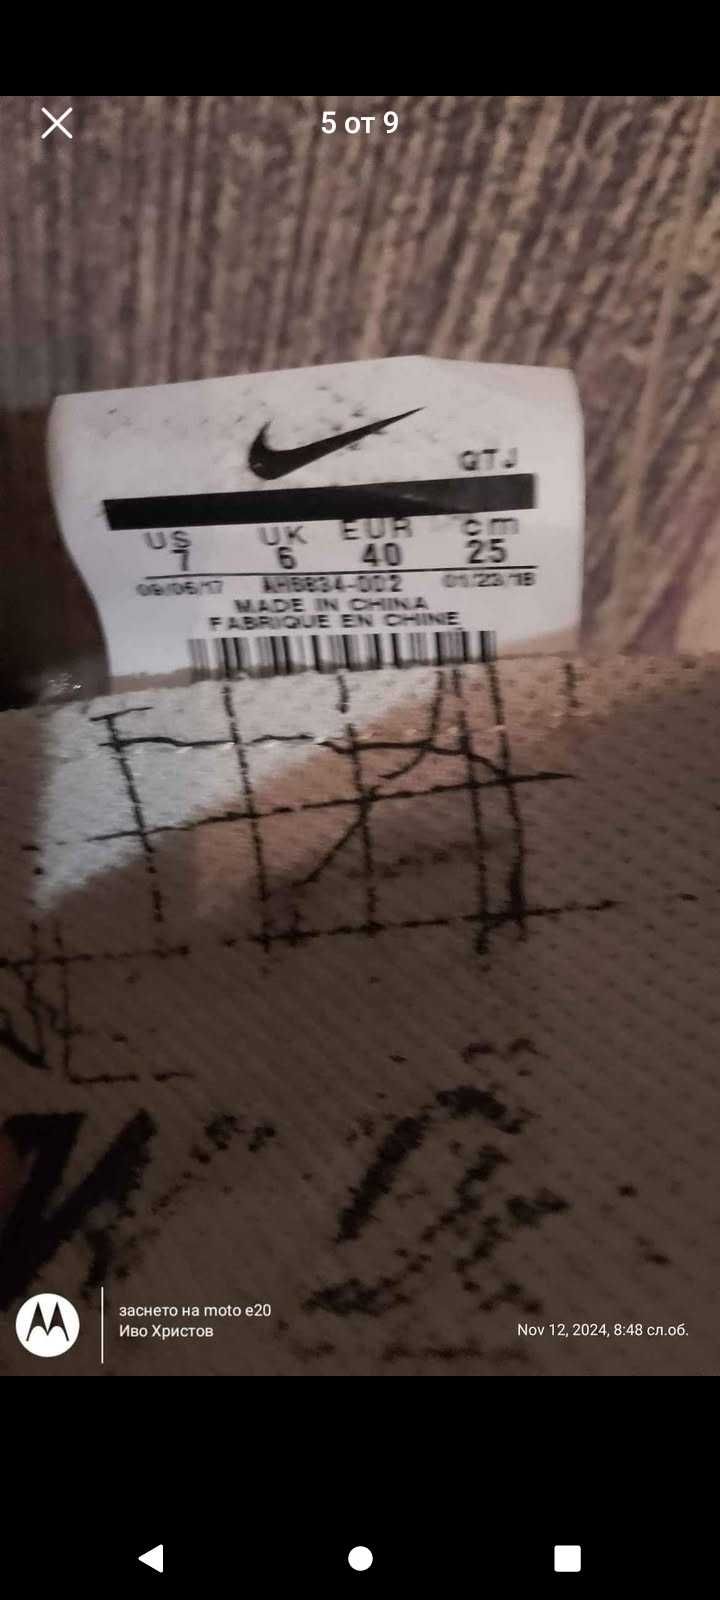 5 от 9
QTJ
US UK EUR cm
7 6 40 25
09/06/17 AH6834-002 01/23/18
MADE IN CHINA
FABRIQUE EN CHINE
заснето на moto e20
Иво Христов
Nov 12, 2024, 8:48 сл.об.